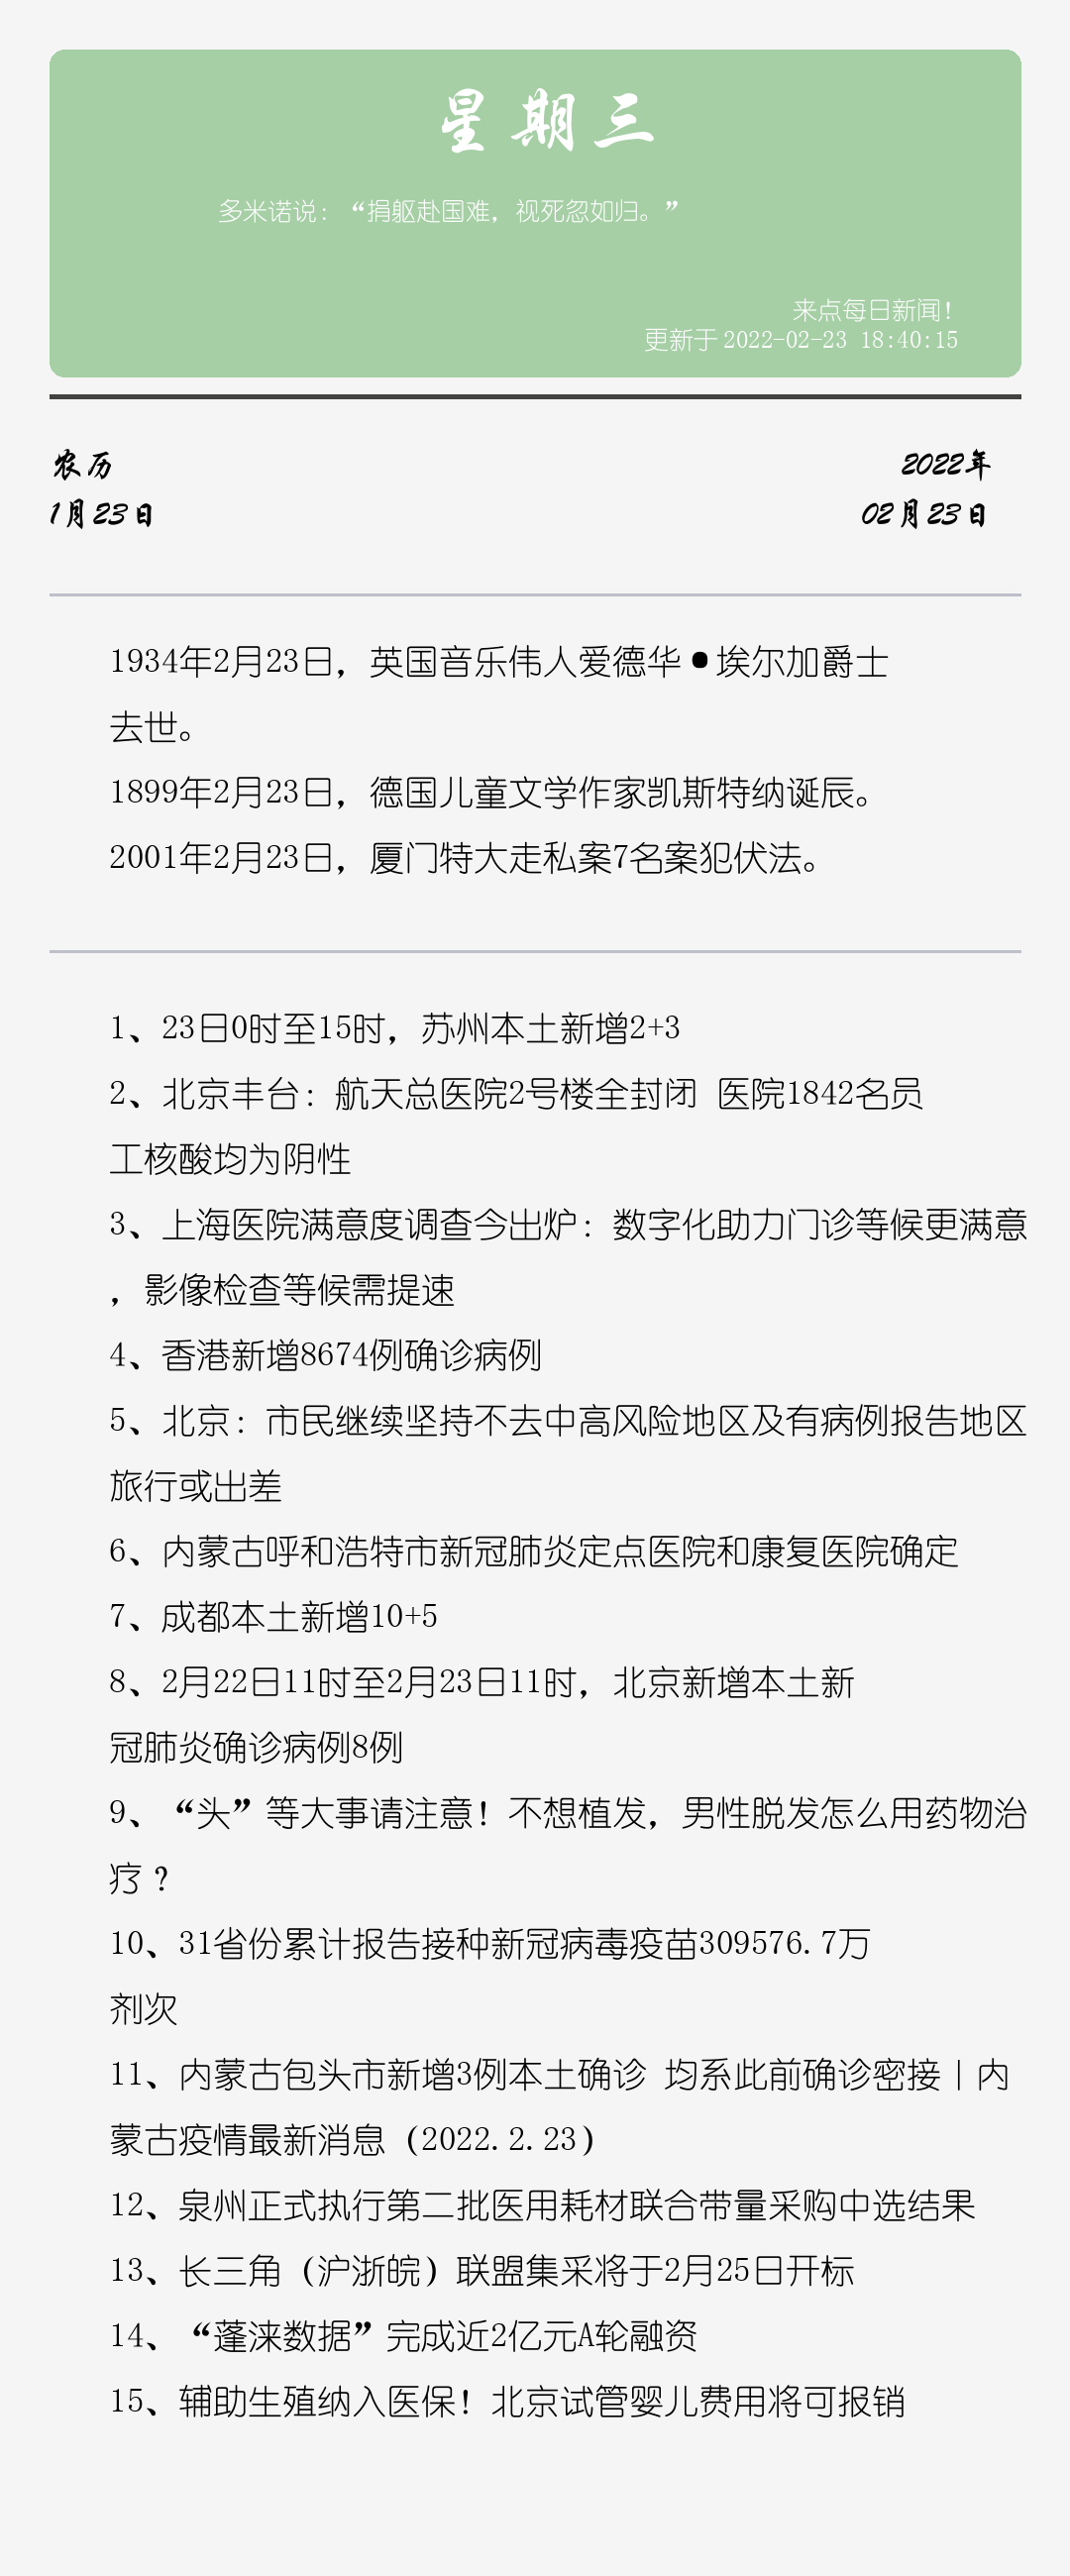 星期三
多米诺说：“捐躯赴国难，视死忽如归。”
来点每日新闻！
更新于2022-02-23 18:40:15
农历
2022年
1月23日
02月23日
1934年2月23日，英国音乐伟人爱德华•埃尔加爵士
去世。
1899年2月23日，德国儿童文学作家凯斯特纳诞辰。
2001年2月23日，厦门特大走私案7名案犯伏法。
1、23日0时至15时，苏州本土新增2+3
2、北京丰台：航天总医院2号楼全封闭 医院1842名员
工核酸均为阴性
3、上海医院满意度调查今出炉：数字化助力门诊等候更满意
，影像检查等候需提速
4、香港新增8674例确诊病例
5、北京：市民继续坚持不去中高风险地区及有病例报告地区
旅行或出差
6、内蒙古呼和浩特市新冠肺炎定点医院和康复医院确定
7、成都本土新增10+5
8、2月22日11时至2月23日11时，北京新增本土新
冠肺炎确诊病例8例
9、“头”等大事请注意！不想植发，男性脱发怎么用药物治
疗？
10、31省份累计报告接种新冠病毒疫苗309576.7万
剂次
11、内蒙古包头市新增3例本土确诊 均系此前确诊密接|内
蒙古疫情最新消息（2022.2.23）
12、泉州正式执行第二批医用耗材联合带量采购中选结果
13、长三角（沪浙皖）联盟集采将于2月25日开标
14、“蓬涞数据”完成近2亿元A轮融资
15、辅助生殖纳入医保！北京试管婴儿费用将可报销